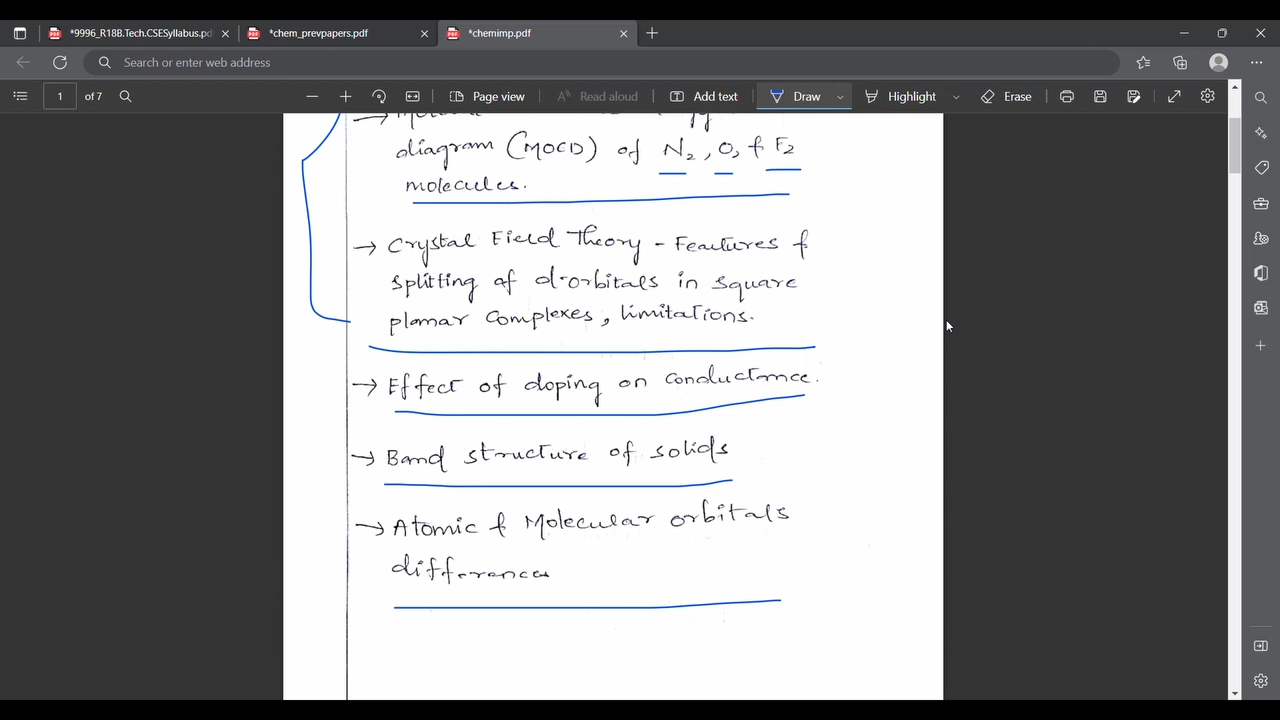 *9996_R18B.Tech.CSESyllabus.pd
*chem_prevpapers.pdf
*chemimp.pdf
Search or enter web address
1 of 7
Page view
Read aloud
Add text
Draw
Highlight
Erase
diagram (MOED) of N2, O2 & F2
molecules.
→ Crystal Field Theory - Features &
splitting of d-orbitals in square
planar complexes, limitations.
→ Effect of doping on conductance.
→ Band structure of solids
→ Atomic & Molecular orbitals
differences